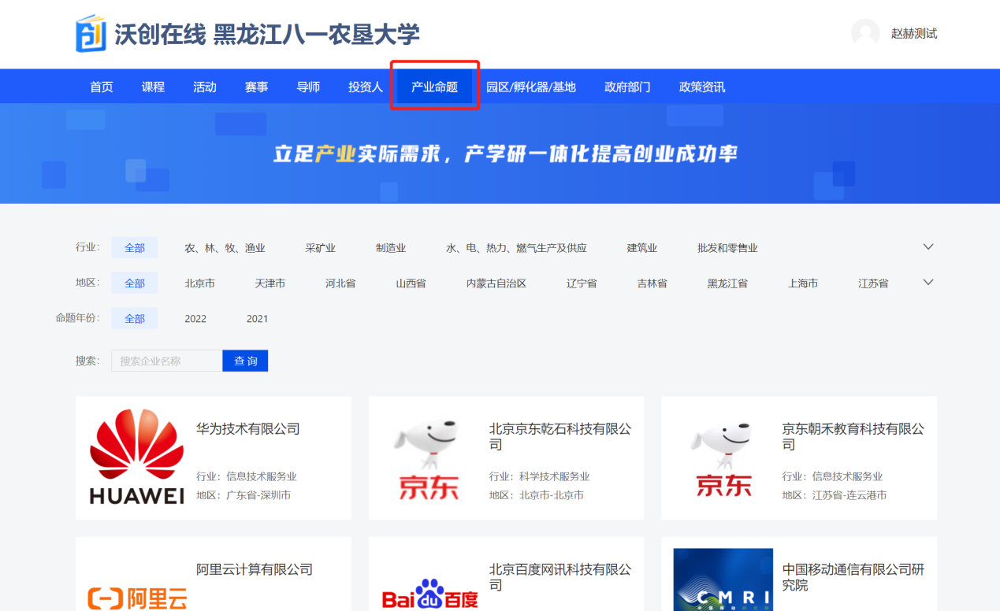 创 沃创在线 黑龙江八一农垦大学
赵赫测试
首页 课程 活动 赛事 导师 投资人 产业命题 园区/孵化器/基地 政府部门 政策资讯
立足产业实际需求，产学研一体化提高创业成功率
行业： 全部 农、林、牧、渔业 采矿业 制造业 水、电、热力、燃气生产及供应 建筑业 批发和零售业
地区： 全部 北京市 天津市 河北省 山西省 内蒙古自治区 辽宁省 吉林省 黑龙江省 上海市 江苏省
命题年份： 全部 2022 2021
搜索： 搜索企业名称 查 询
HUAWEI
华为技术有限公司
行业：信息技术服务业
地区：广东省-深圳市
京东
北京京东乾石科技有限公
司
行业：科学技术服务业
地区：北京市-北京市
京东
京东朝禾教育科技有限公
司
行业：信息技术服务业
地区：江苏省-连云港市
阿里云
阿里云计算有限公司
Bai du 百度
北京百度网讯科技有限公
司
CMRI
中国移动通信有限公司研
究院